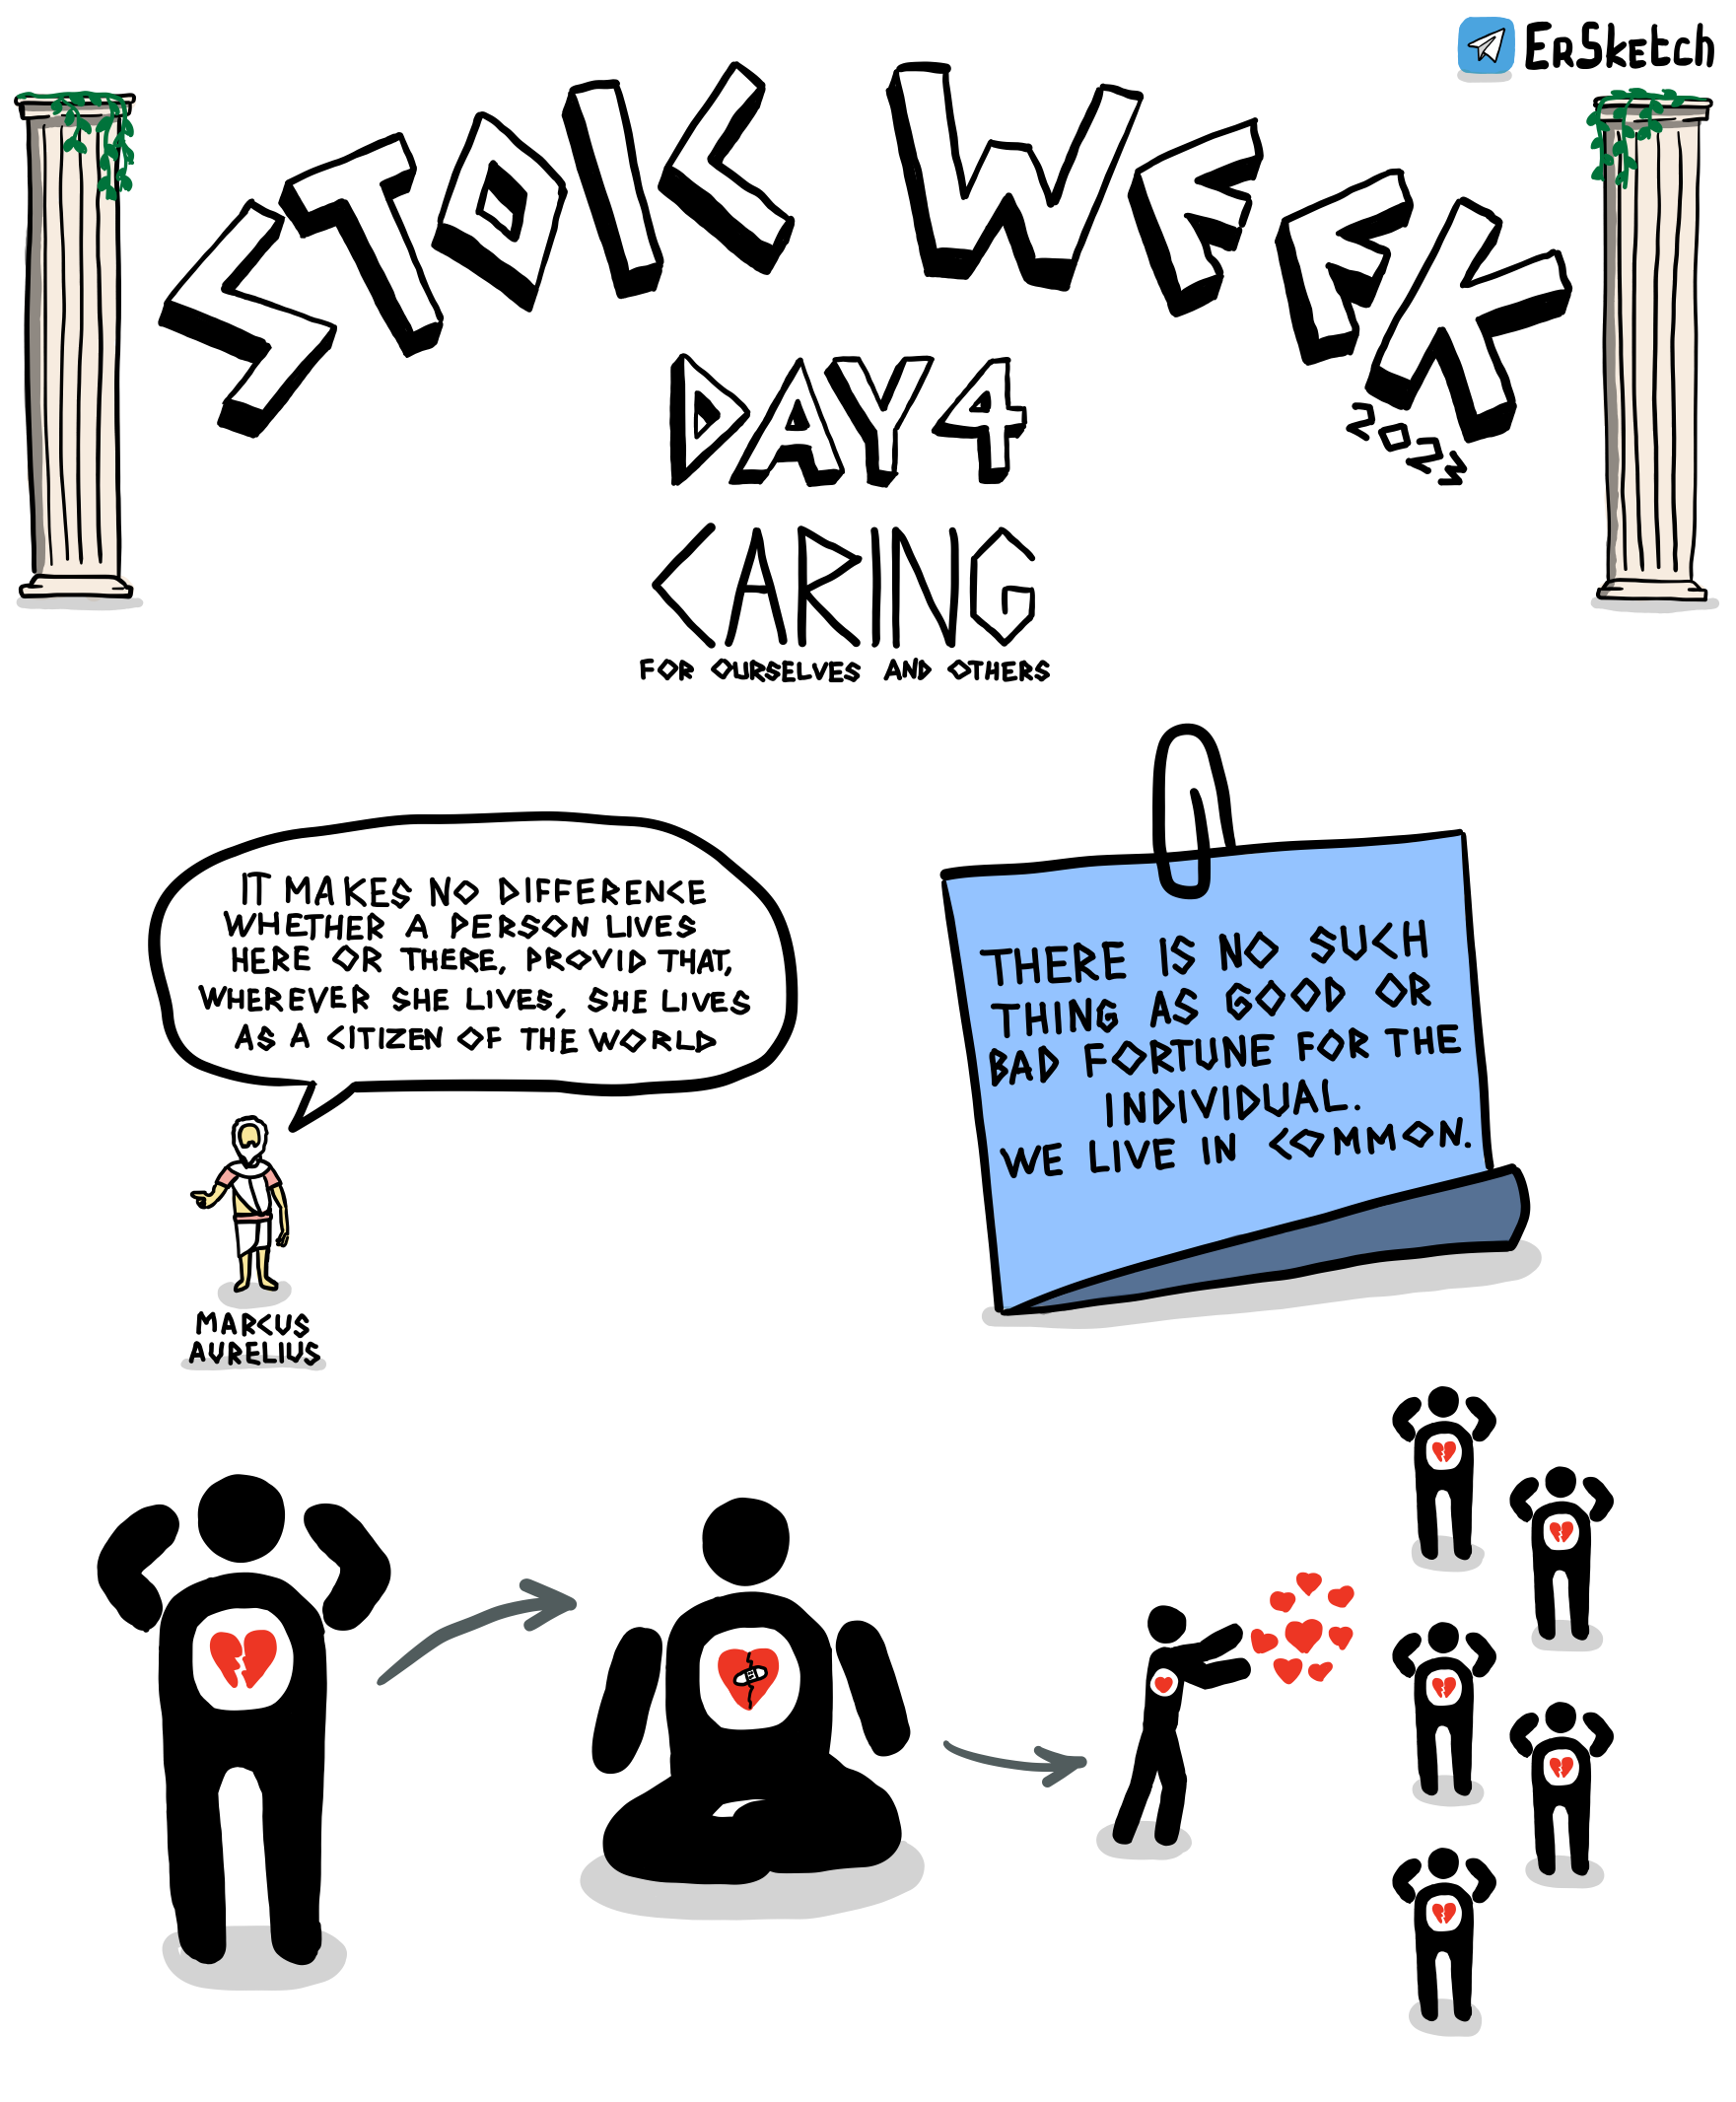 ERSketch
STOIC WEEK
2023
DAY 4
CARING
FOR OURSELVES AND OTHERS
IT MAKES NO DIFFERENCE
WHETHER A PERSON LIVES
HERE OR THERE, PROVID THAT,
WHEREVER SHE LIVES, SHE LIVES
AS A CITIZEN OF THE WORLD
MARCUS
AURELIUS
THERE IS NO SUCH
THING AS GOOD OR
BAD FORTUNE FOR THE
INDIVIDUAL.
WE LIVE IN COMMON.